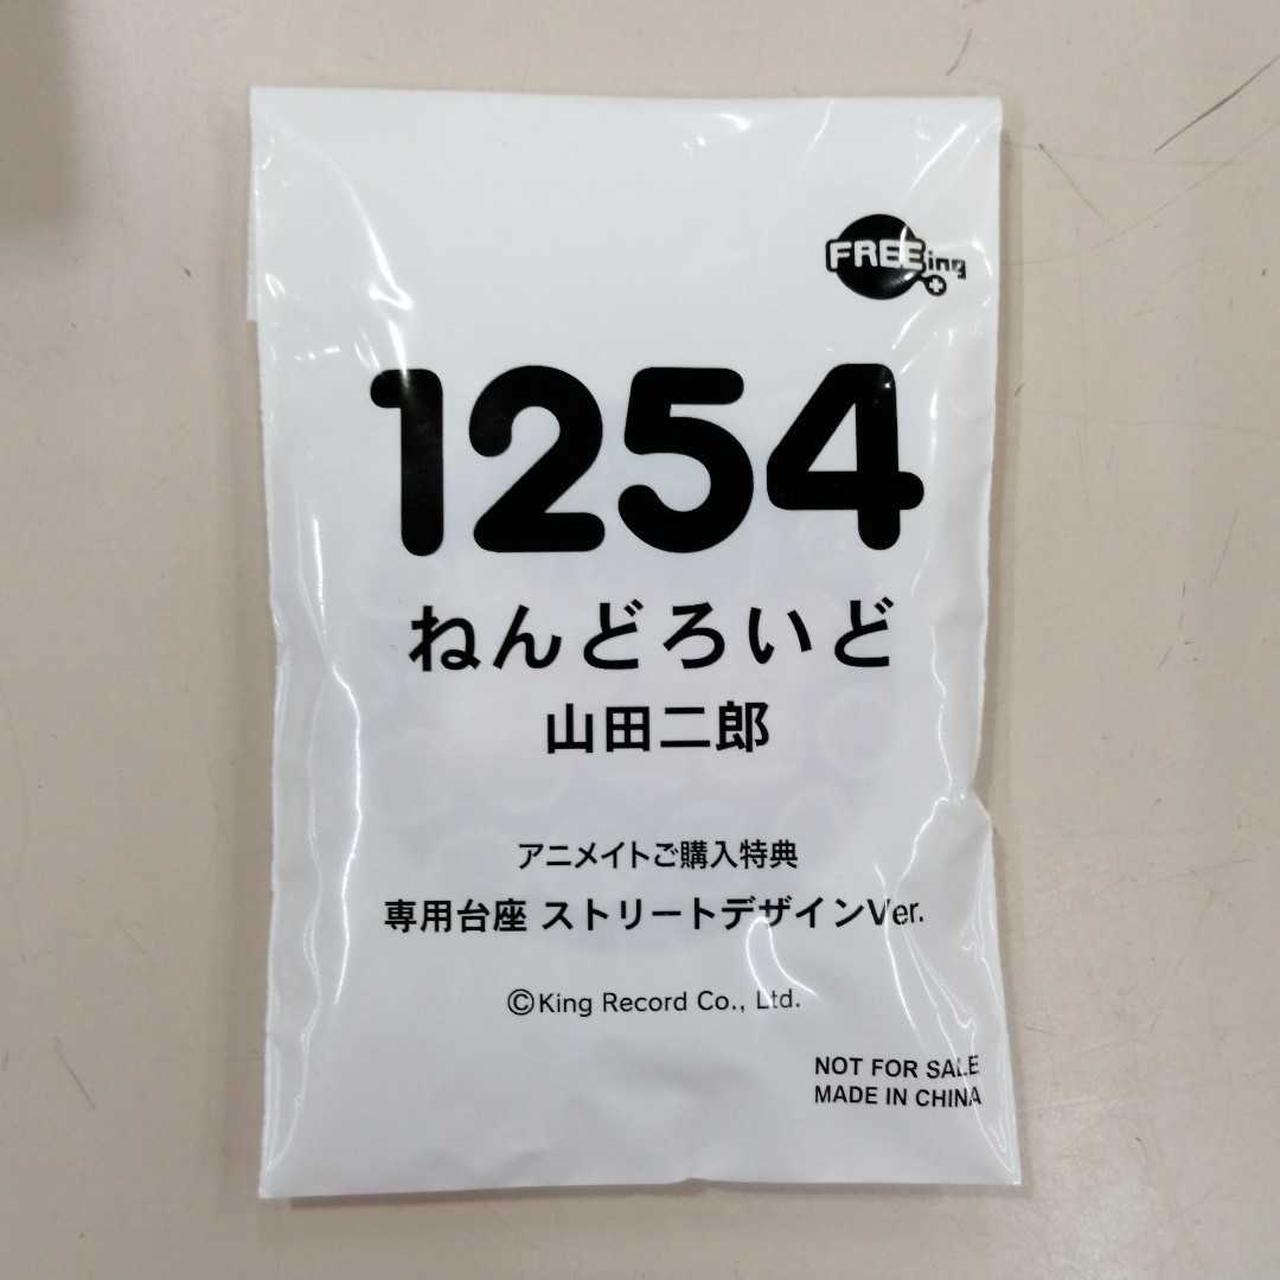 FREEing
1254
ねんどろいど
山田二郎
アニメイトご購入特典
専用台座 ストリートデザインVer.
©King Record Co., Ltd.
NOT FOR SALE
MADE IN CHINA